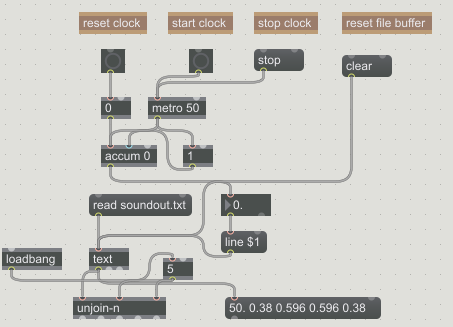 reset clock
start clock
stop clock
reset file buffer
stop
clear
0
metro 50
accum 0
1
read soundout.txt
0.
line $1
loadbang
text
5
unjoin-n
50. 0.38 0.596 0.596 0.38